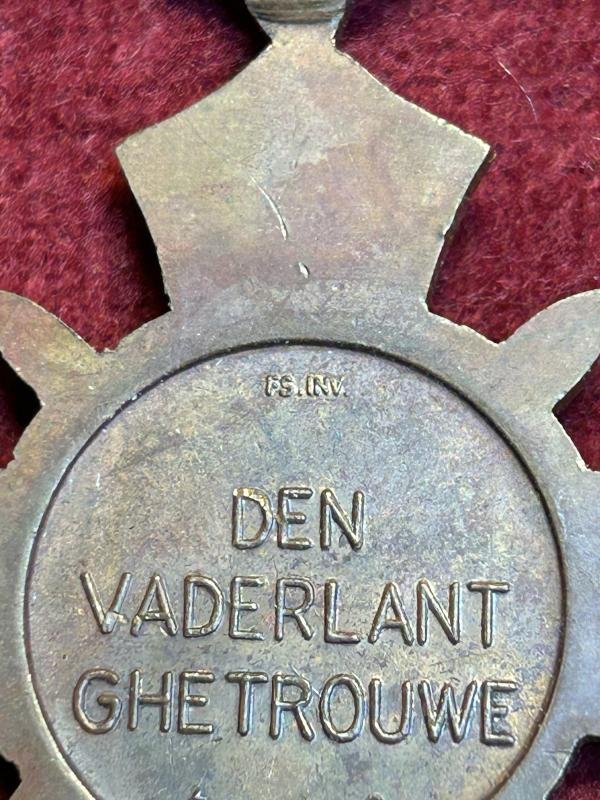 FS.INV.
DEN
VADERLANT
GHETROUWE